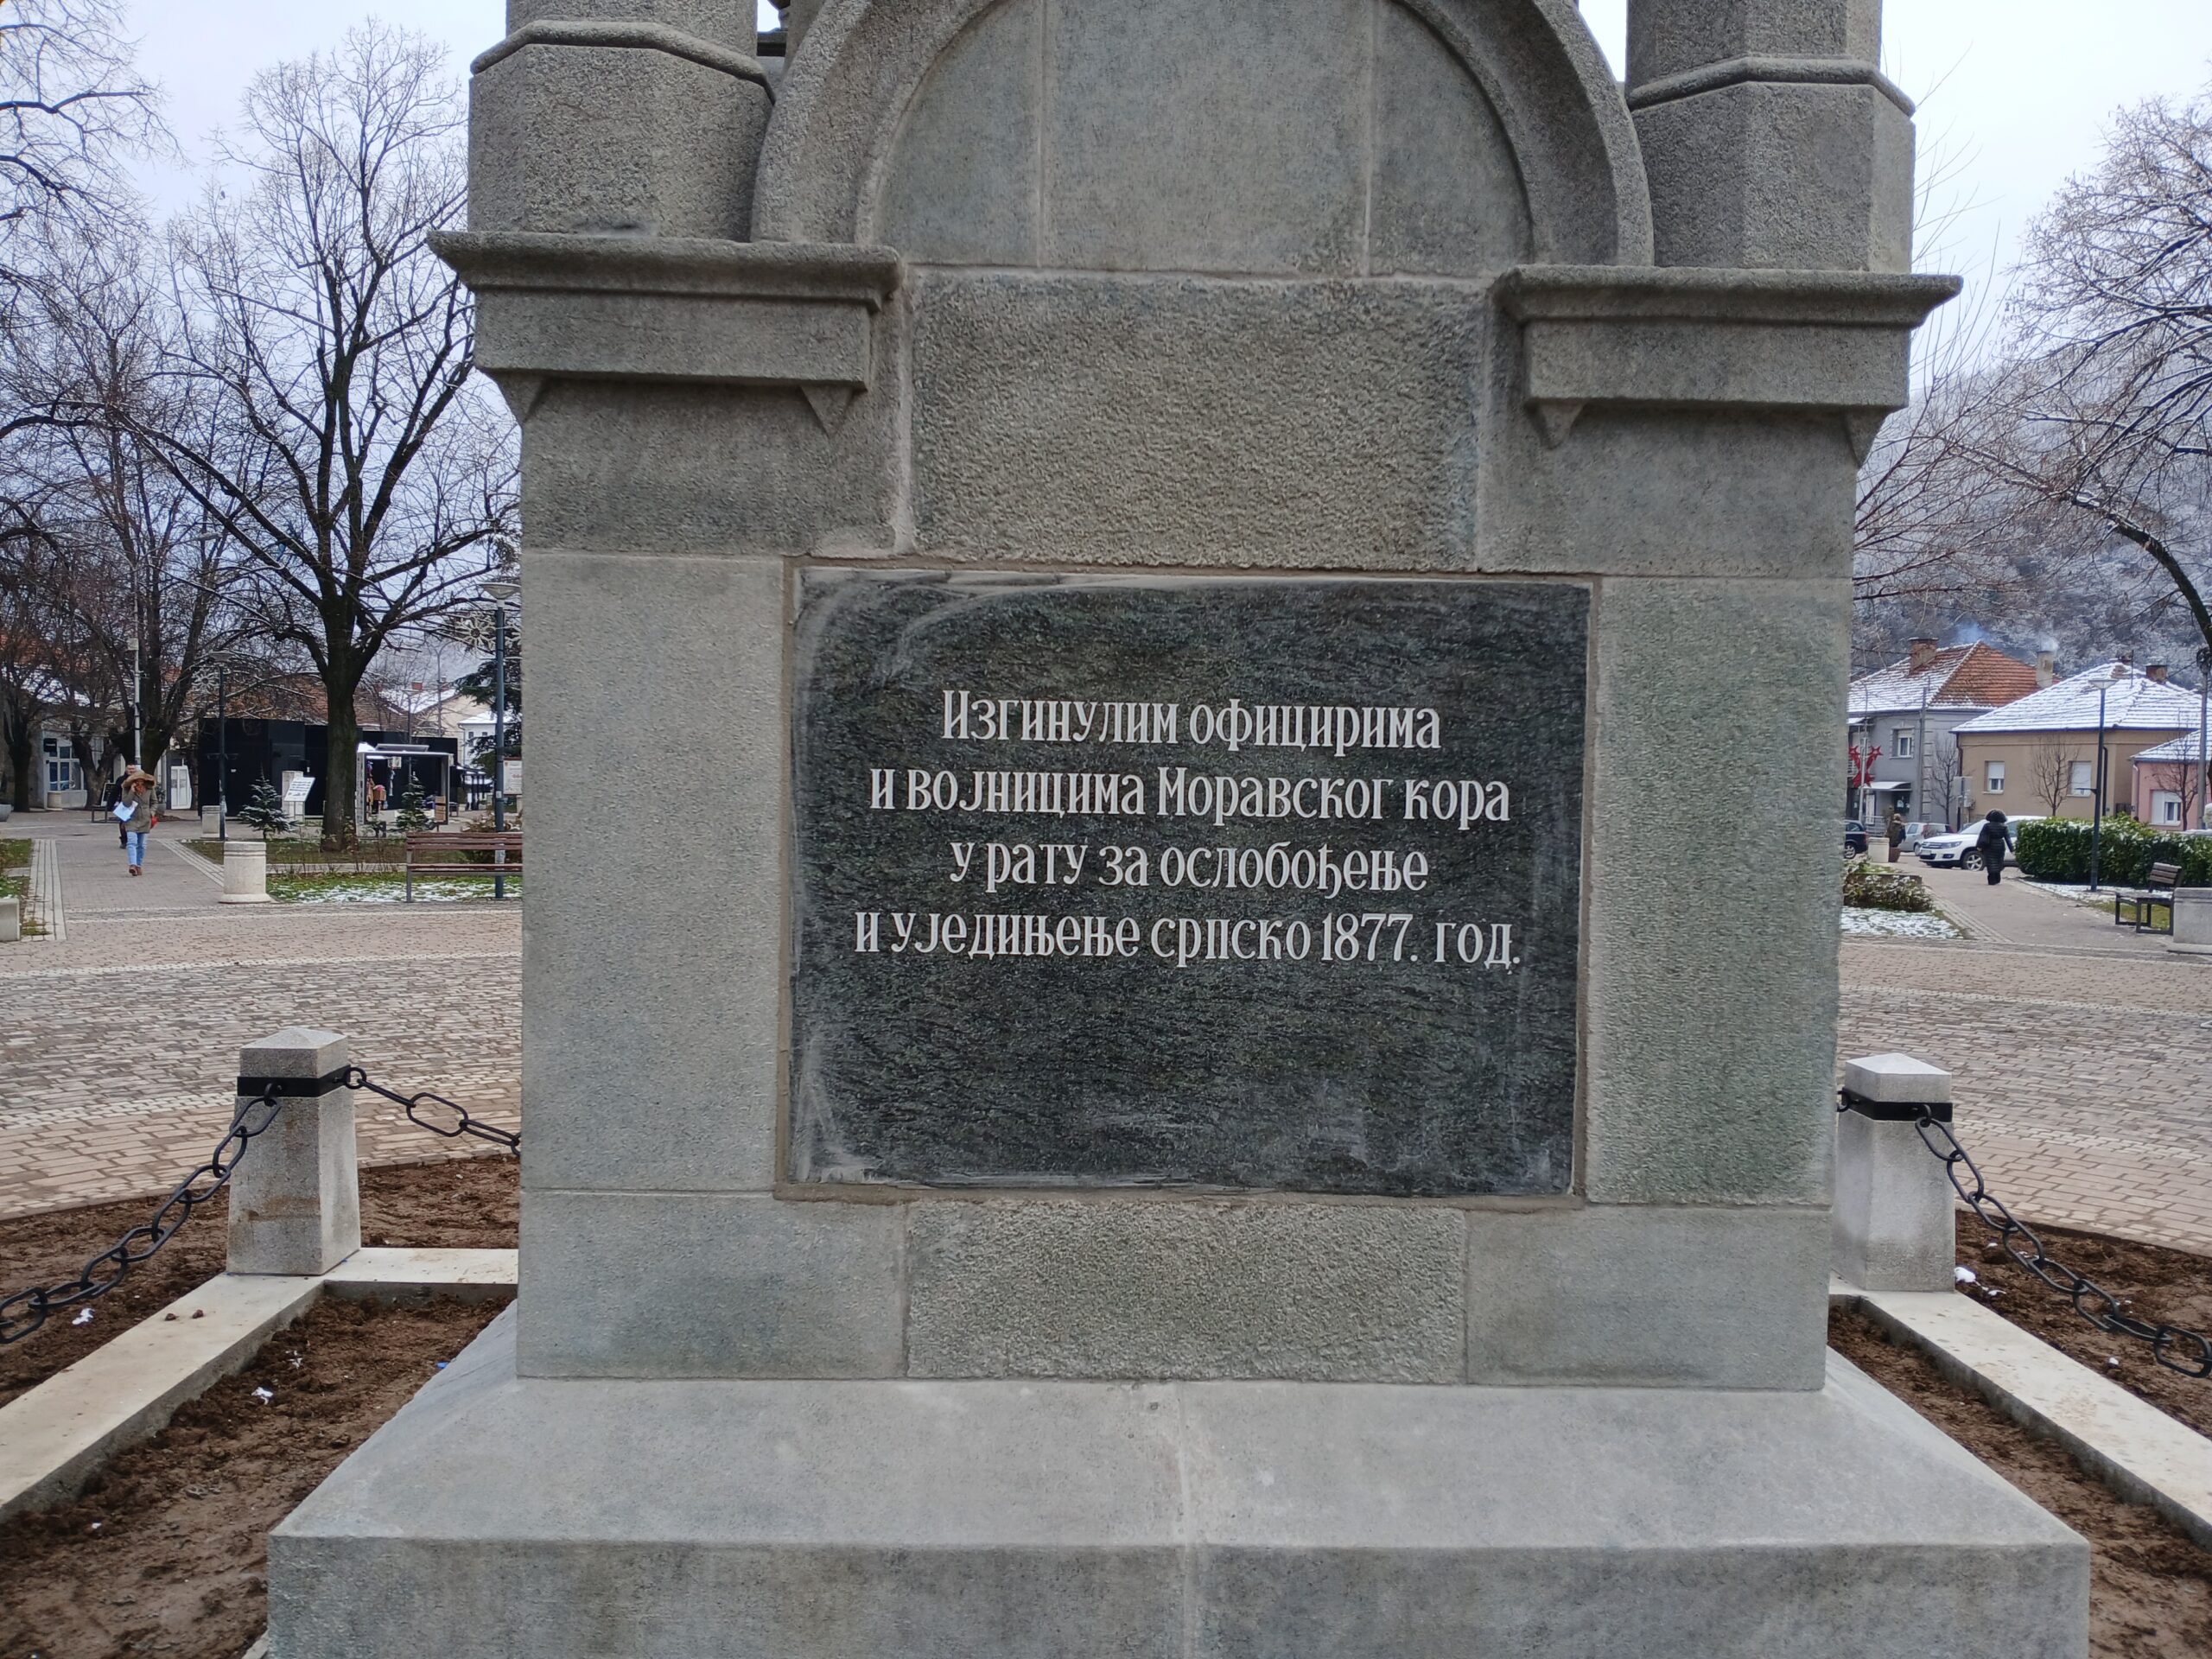 Изгинулим официрима
и војницима Моравског кора
у рату за ослобођење
и уједињење српско 1877. год.